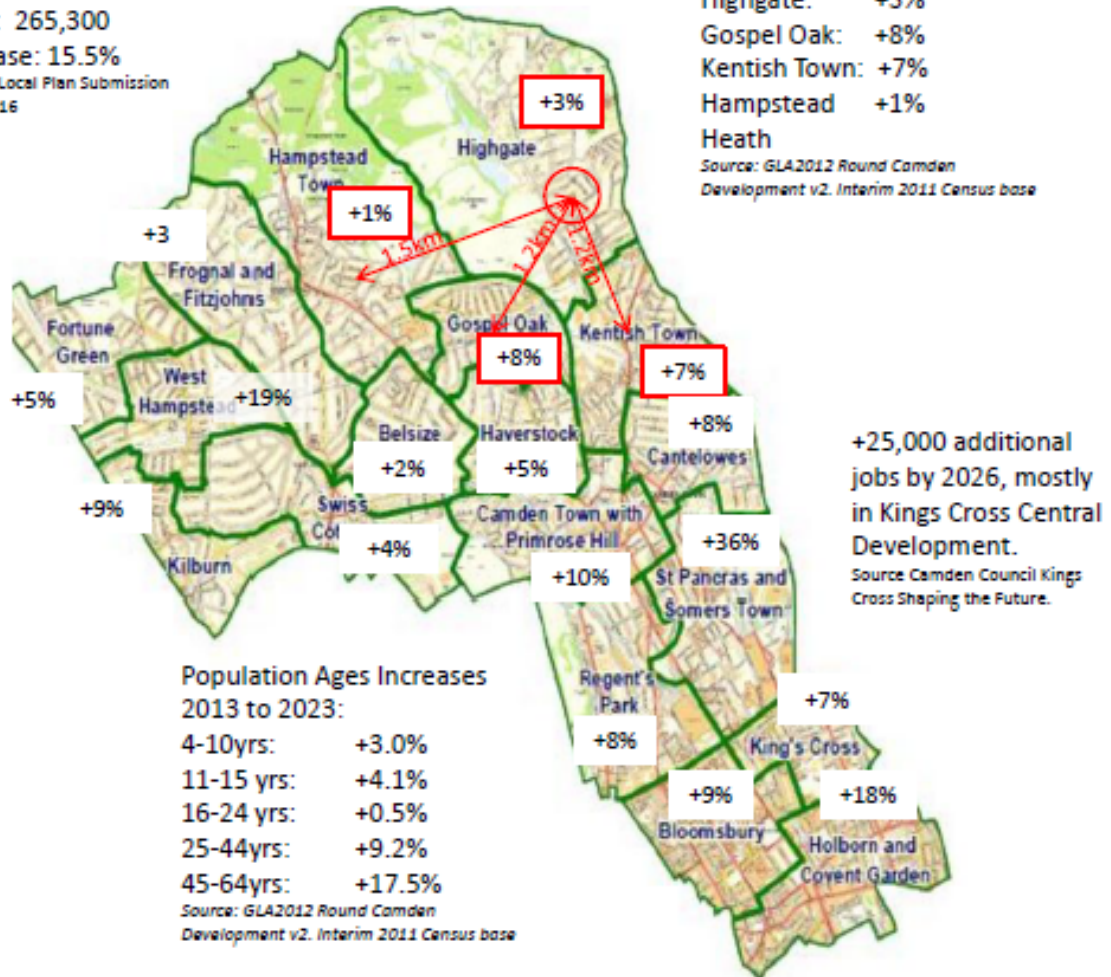 : 265,300
ase: 15.5%
Local Plan Submission
16
Highgate: +3%
Gospel Oak: +8%
Kentish Town: +7%
Hampstead +1%
Heath
Source: GLA2012 Round Camden
Development v2. Interim 2011 Census base
+3%
Highgate
Hampstead
Town
+1%
1.5km
1.2km
1.2km
+3
Frognal and
Fitzjohns
Fortune
Green
+5%
West
Hampstead
+19%
Gospel Oak
+8%
Kentish Town
+7%
+8%
Cantelowes
Belsize
+2%
Haverstock
+5%
+9%
Kilburn
Swiss
+4%
Camden Town with
Primrose Hill
+10%
+36%
St Pancras and
Somers Town
+25,000 additional
jobs by 2026, mostly
in Kings Cross Central
Development.
Source Camden Council Kings
Cross Shaping the Future.
Population Ages Increases
2013 to 2023:
4-10yrs: +3.0%
11-15 yrs: +4.1%
16-24 yrs: +0.5%
25-44yrs: +9.2%
45-64yrs: +17.5%
Source: GLA2012 Round Camden
Development v2. Interim 2011 Census base
Regent's
Park
+8%
+7%
King's Cross
+9%
Bloomsbury
+18%
Holborn and
Covent Garden